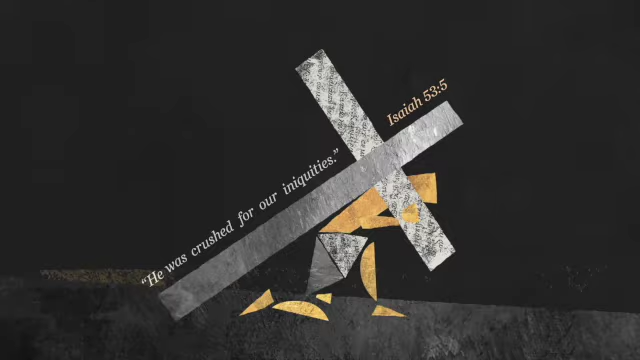 Isaiah 53:5
“He was crushed for our iniquities.”